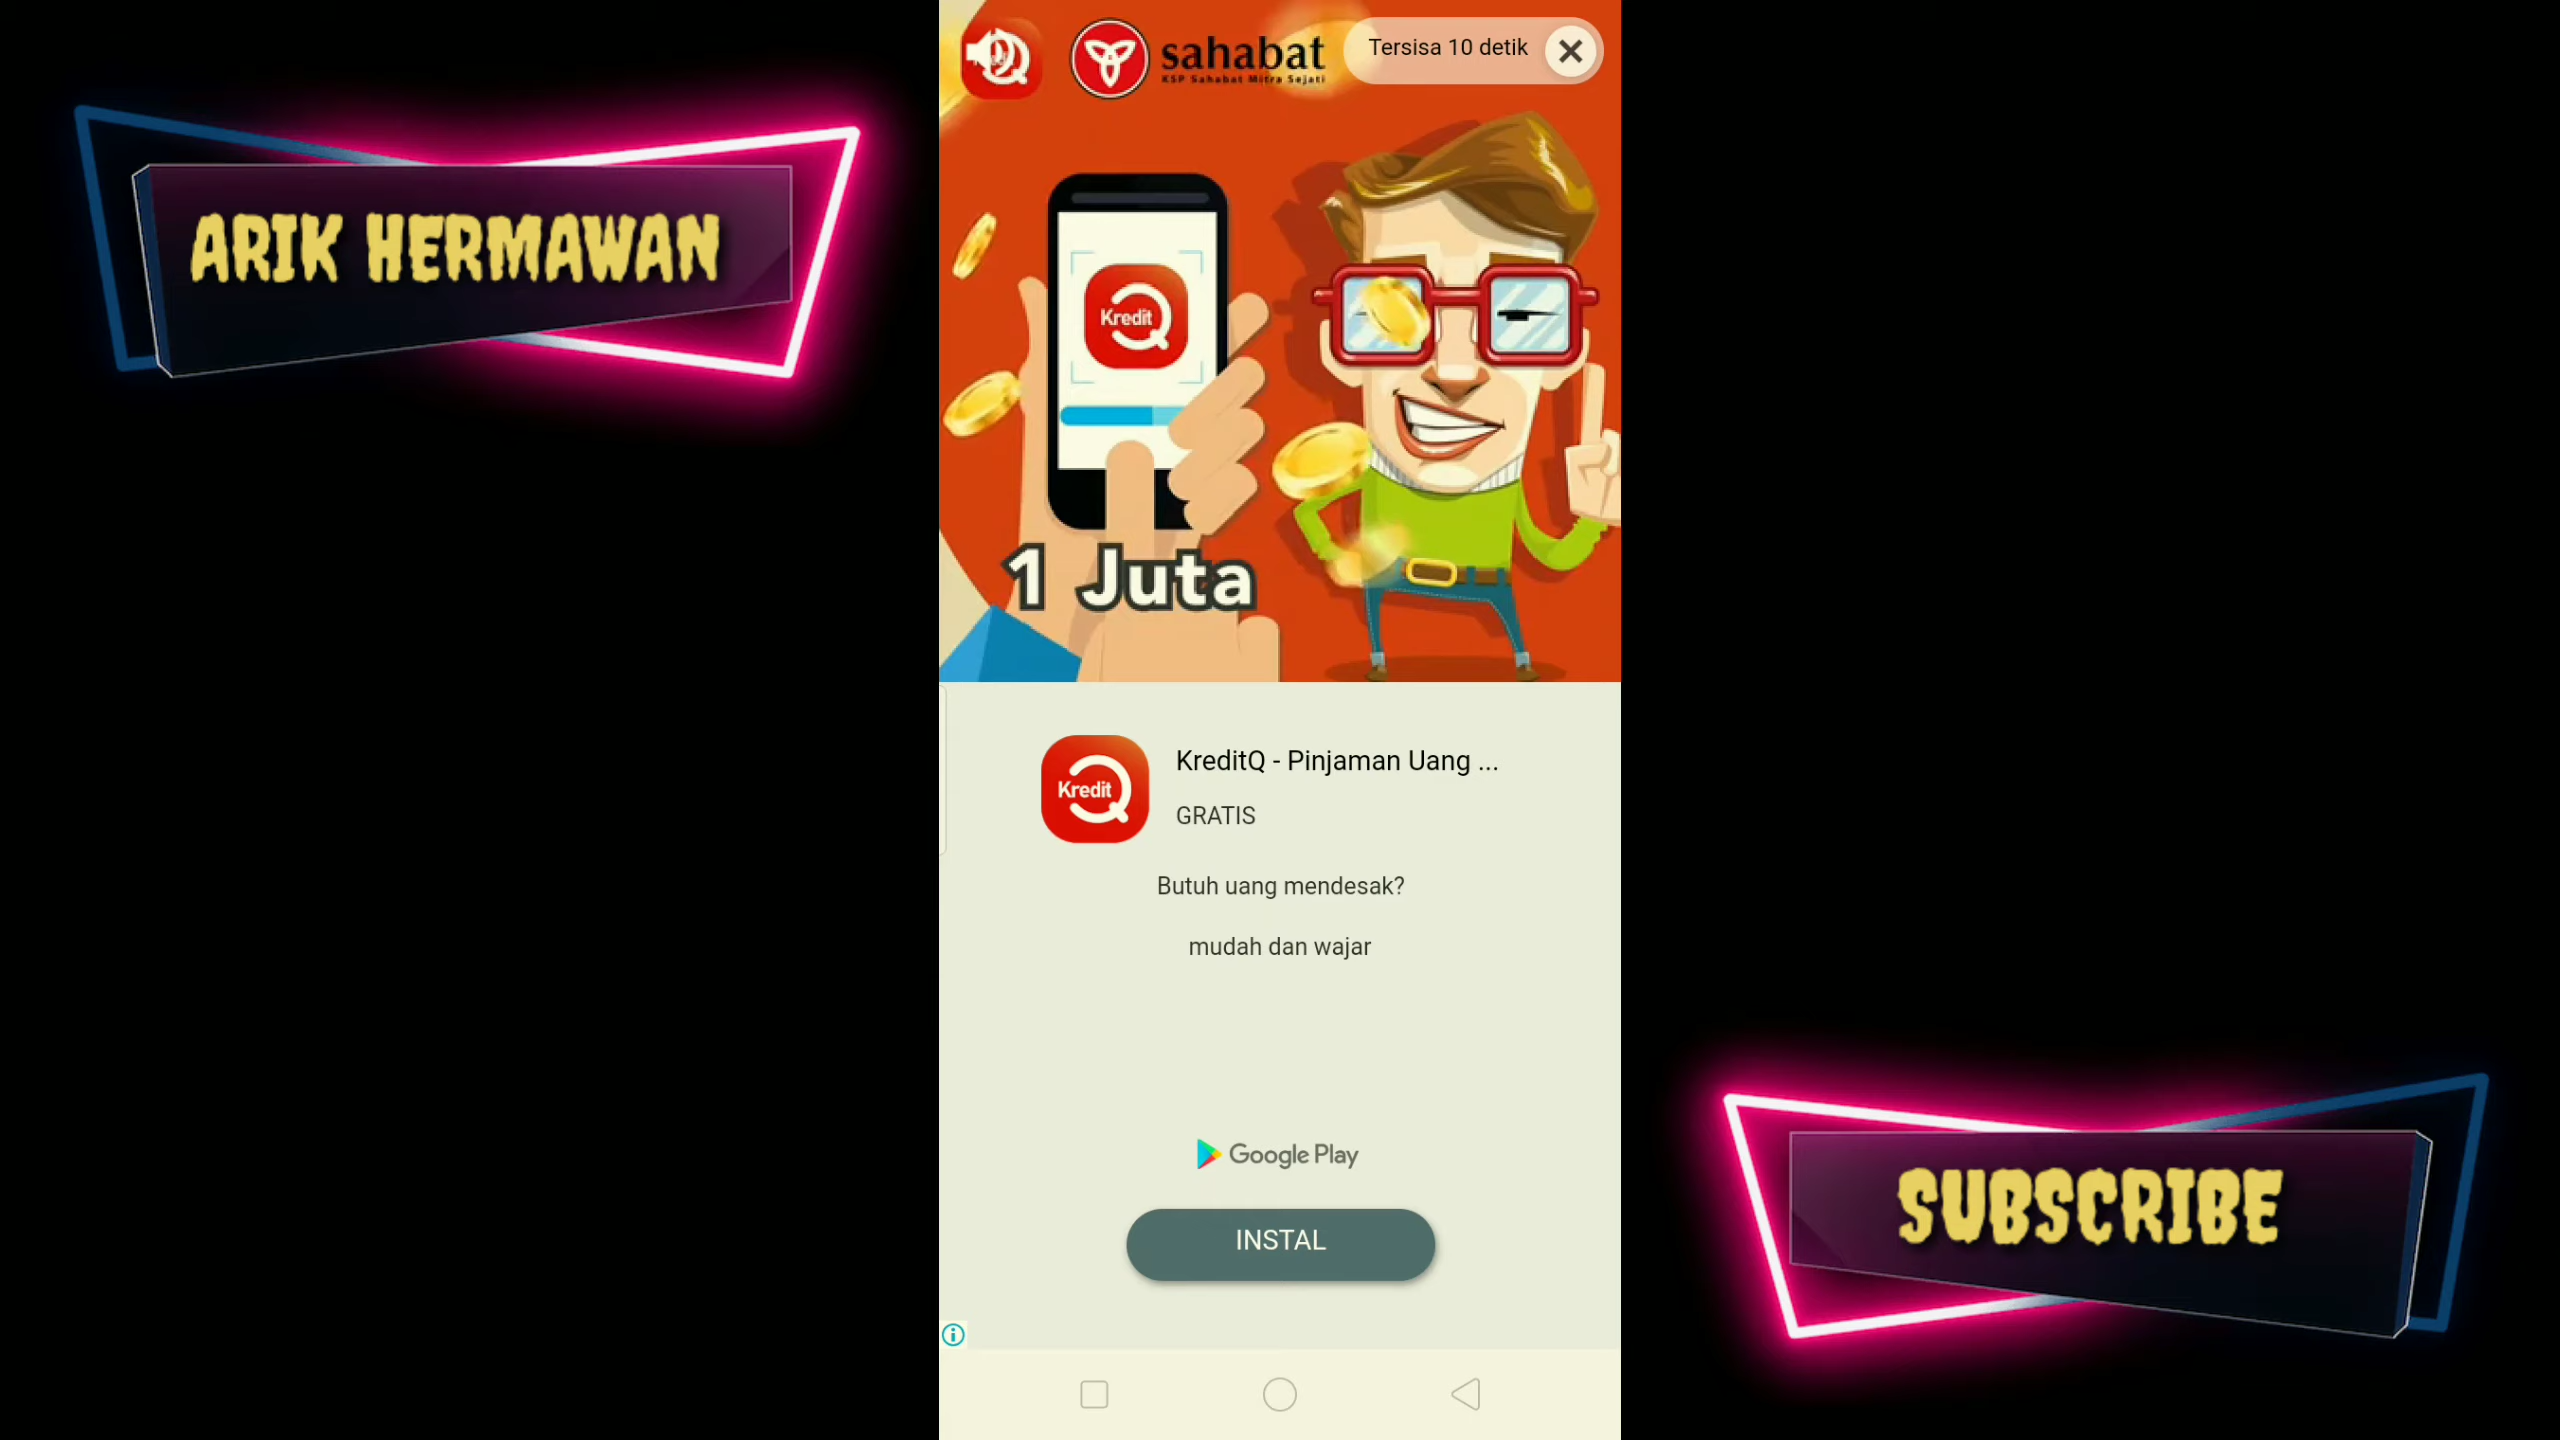 ARIK HERMAWAN
sahabat
KSP Sahabat Mitra Sejati
Tersisa 10 detik
Kredit
1 Juta
Kredit
KreditQ - Pinjaman Uang ...
GRATIS
Butuh uang mendesak?
mudah dan wajar
Google Play
INSTAL
SUBSCRIBE